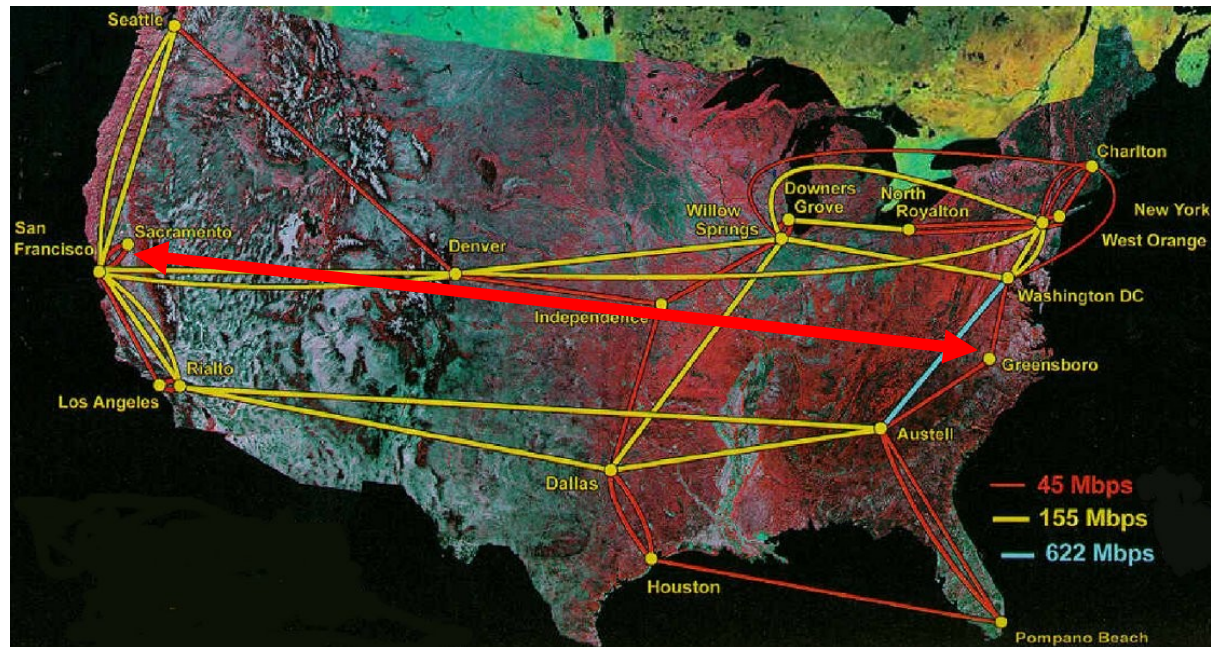 Seattle
Charlton
Downers
Grove
North
Royalton
Willow
Springs
New York
San
Francisco
Sacramento
Denver
West Orange
Washington DC
Independence
Greensboro
Rialto
Los Angeles
Austell
Dallas
45 Mbps
155 Mbps
622 Mbps
Houston
Pompano Beach